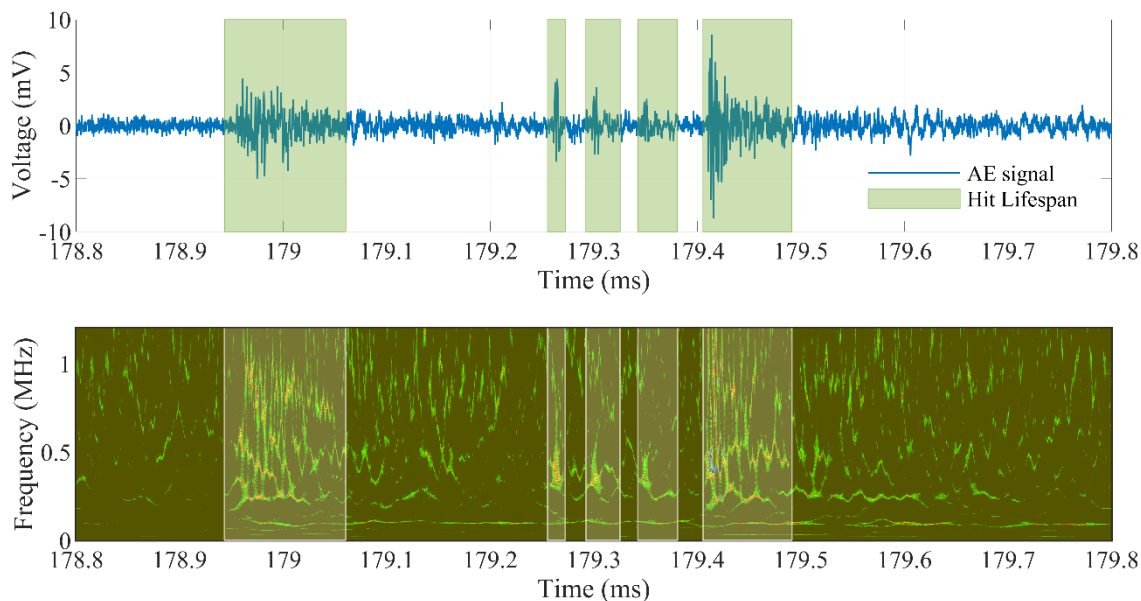 10
5
0
-5
-10
Voltage (mV)
AE signal
Hit Lifespan
178.8 178.9 179 179.1 179.2 179.3 179.4 179.5 179.6 179.7 179.8
Time (ms)
1
0.5
0
Frequency (MHz)
178.8 178.9 179 179.1 179.2 179.3 179.4 179.5 179.6 179.7 179.8
Time (ms)